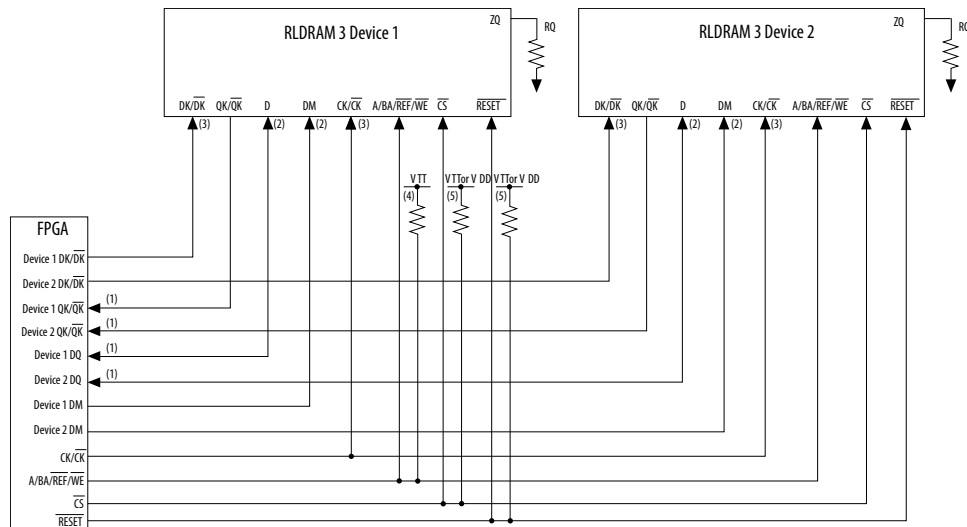 ZQ
RQ
RLDRAM 3 Device 1
DK/DK QK/QK D DM CK/CK A/BA/REF/WE CS RESET
(3) (2) (2) (3)
ZQ
RQ
RLDRAM 3 Device 2
DK/DK QK/QK D DM CK/CK A/BA/REF/WE CS RESET
(3) (2) (2) (3)
VTT VTTor VDD VTTor VDD
(4) (5) (5)
FPGA
Device 1 DK/DK
Device 2 DK/DK
Device 1 QK/QK (1)
Device 2 QK/QK (1)
Device 1 DQ (1)
Device 2 DQ (1)
Device 1 DM
Device 2 DM
CK/CK
A/BA/REF/WE
CS
RESET